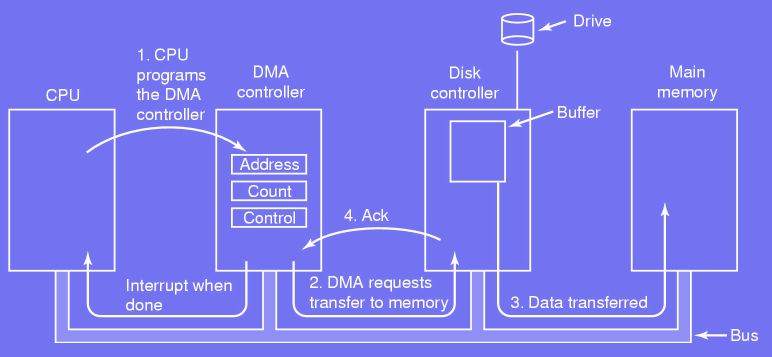 Drive
1. CPU
programs
the DMA
controller
CPU
DMA
controller
Disk
controller
Main
memory
Buffer
Address
Count
Control
4. Ack
Interrupt when
done
2. DMA requests
transfer to memory
3. Data transferred
Bus